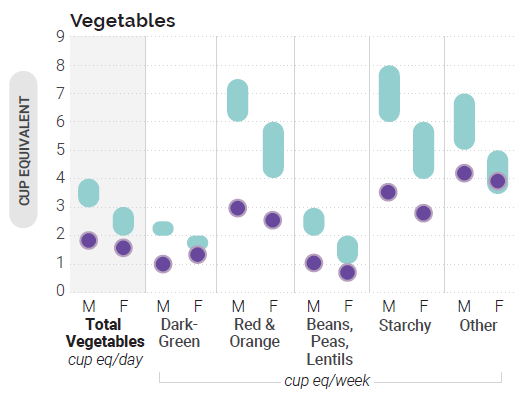 Vegetables
CUP EQUIVALENT
9
8
7
6
5
4
3
2
1
0
M F M F M F M F M F M F
Total Vegetables
cup eq/day
Dark-Green
Red & Orange
Beans, Peas, Lentils
Starchy
Other
cup eq/week